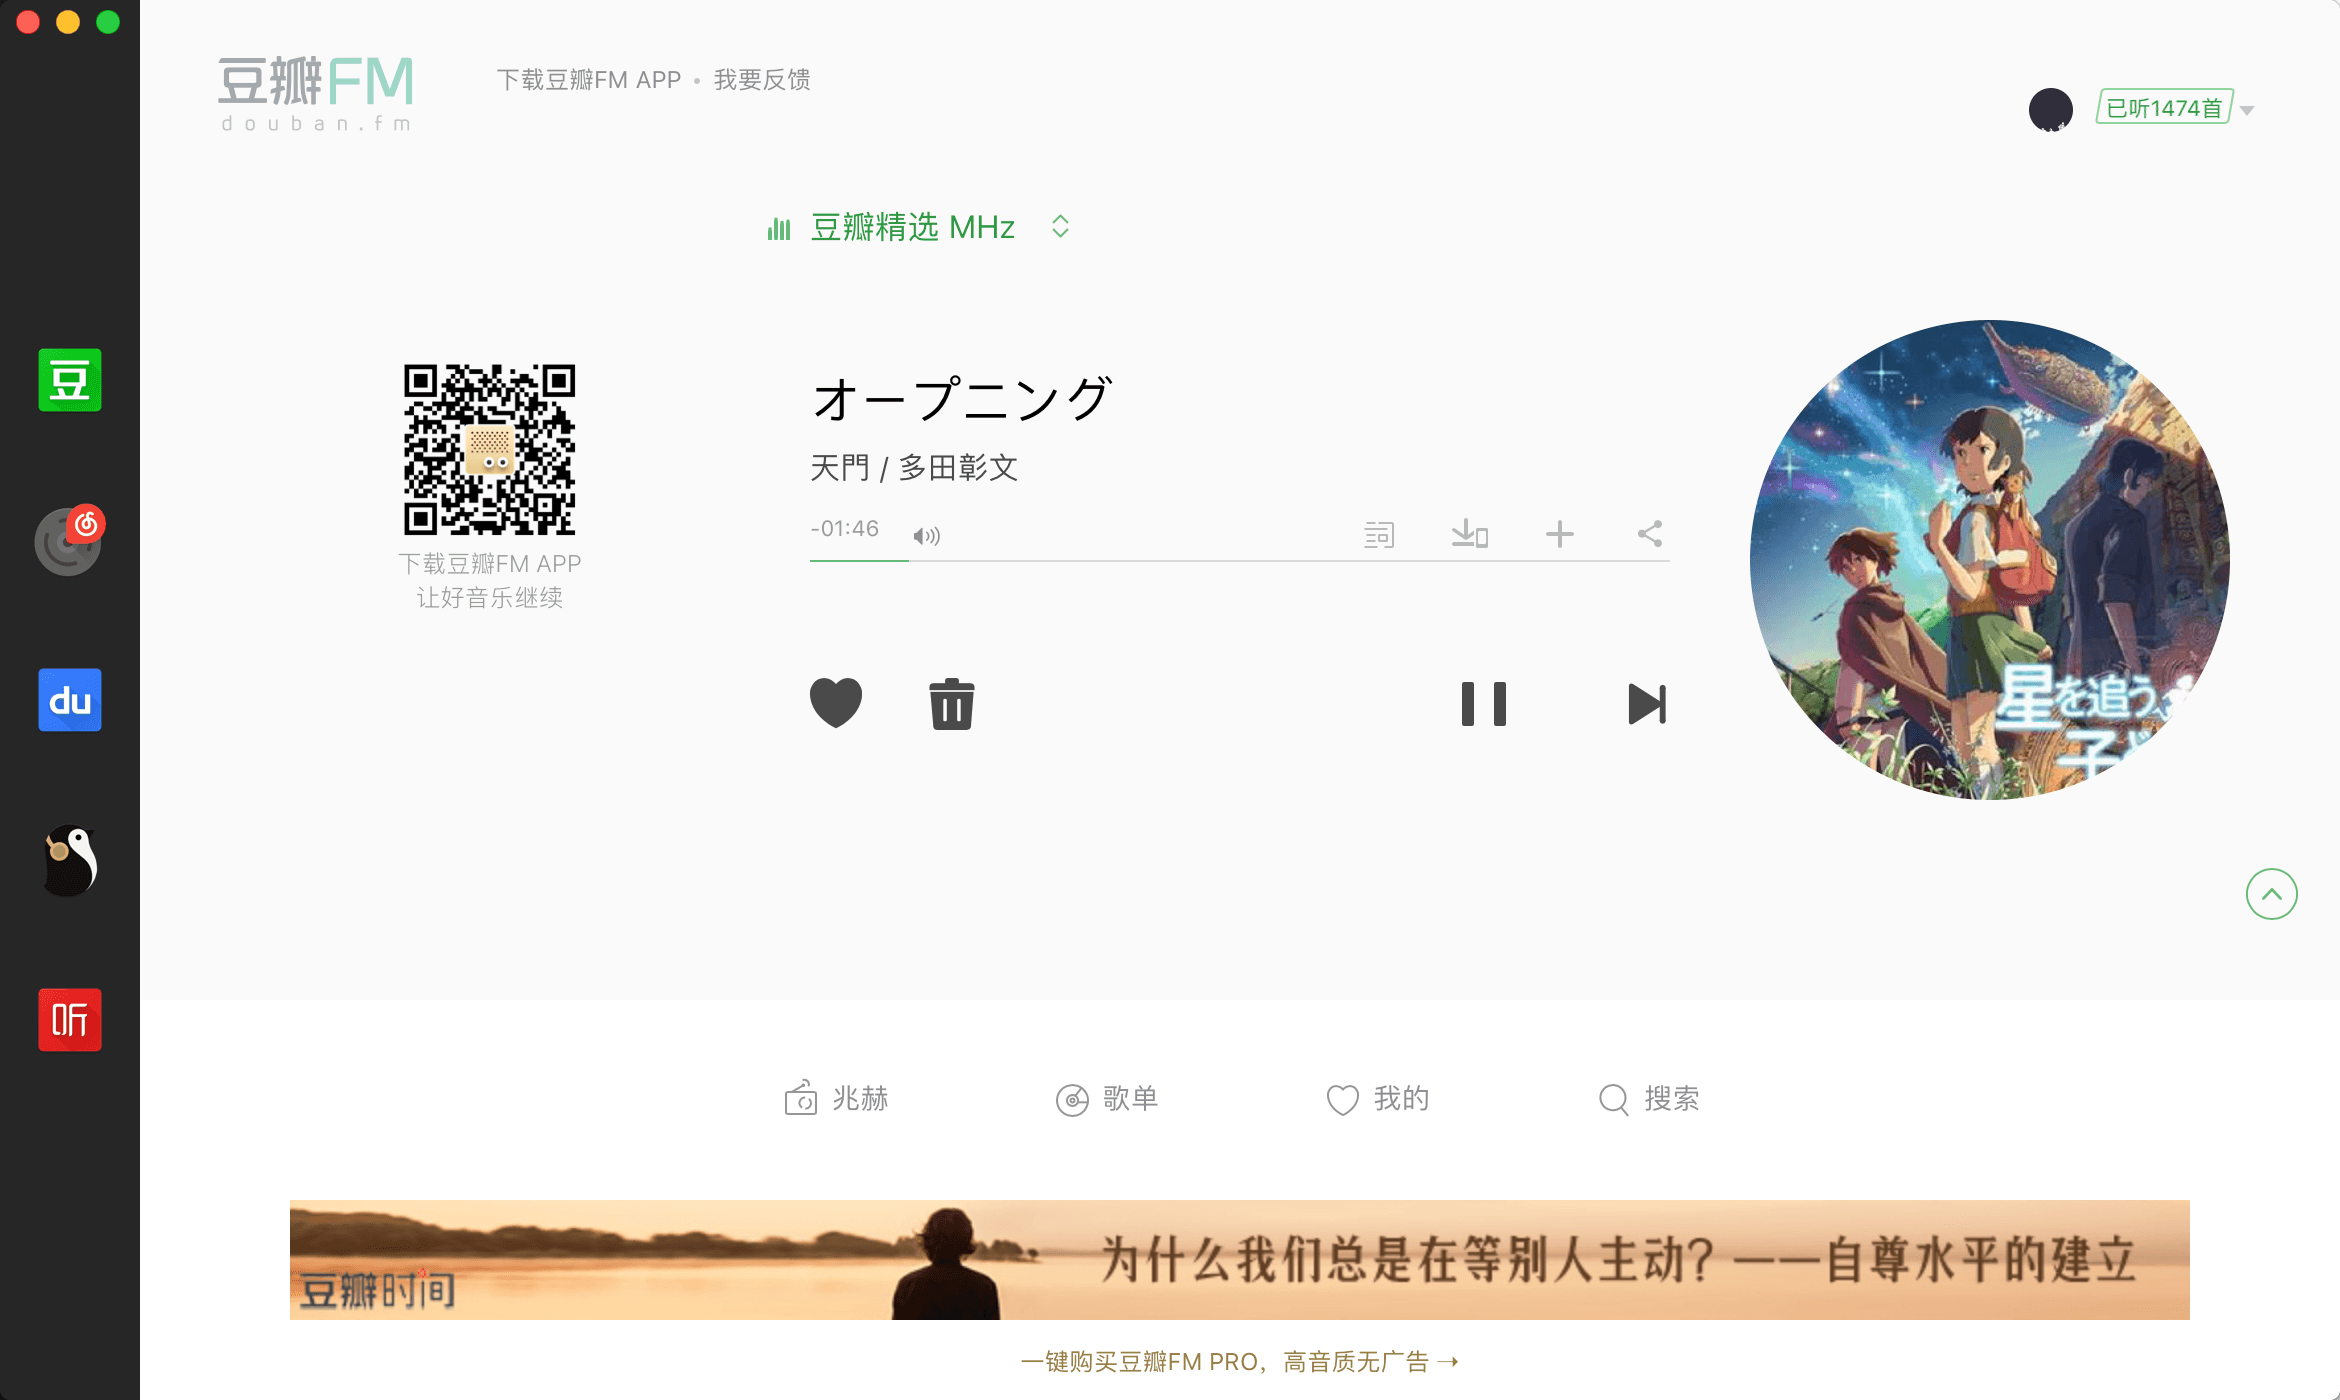 豆瓣FM
douban.fm
下载豆瓣FM APP • 我要反馈
已听1474首
豆瓣精选 MHz
豆
du
听
オープニング
天門 / 多田彰文
-01:46
下载豆瓣FM APP
让好音乐继续
星を追う
子
兆赫
歌单
我的
搜索
豆瓣时间
为什么我们总是在等别人主动？——自尊水平的建立
一键购买豆瓣FM PRO，高音质无广告 →